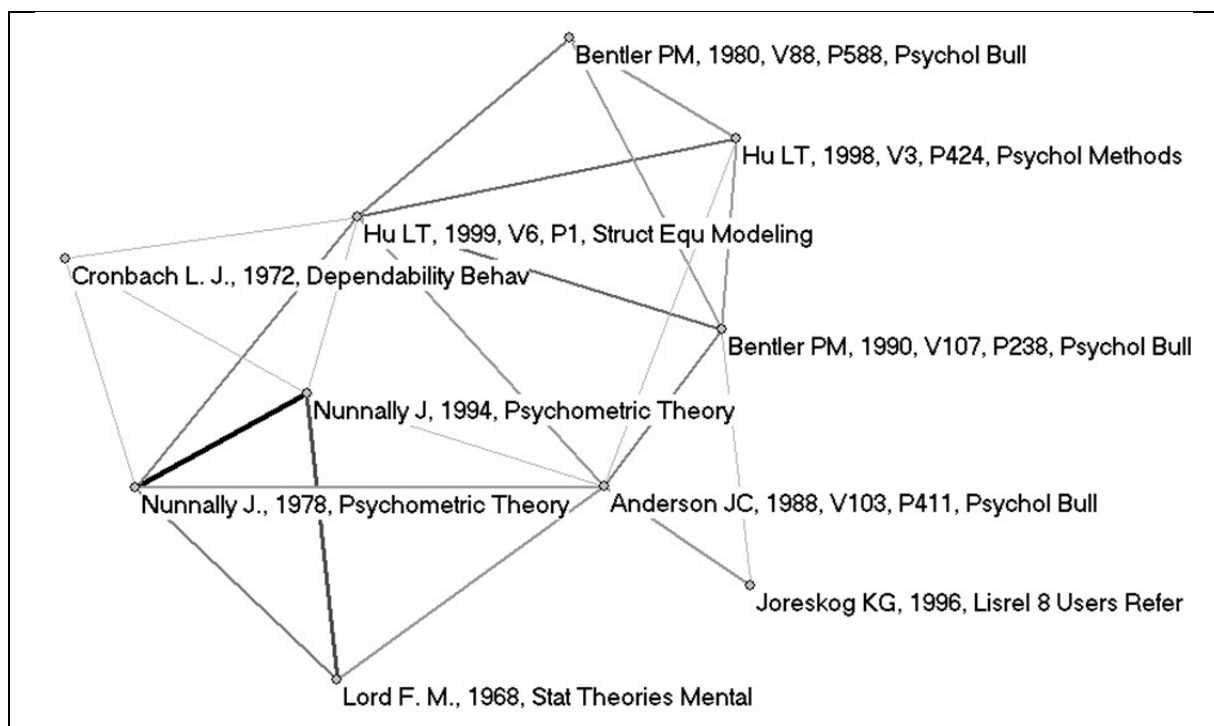 Bentler PM, 1980, V88, P588, Psychol Bull
Hu LT, 1998, V3, P424, Psychol Methods
Hu LT, 1999, V6, P1, Struct Equ Modeling
Cronbach L. J., 1972, Dependability Behav
Bentler PM, 1990, V107, P238, Psychol Bull
Nunnally J, 1994, Psychometric Theory
Nunnally J., 1978, Psychometric Theory
Anderson JC, 1988, V103, P411, Psychol Bull
Joreskog KG, 1996, Lisrel 8 Users Refer
Lord F. M., 1968, Stat Theories Mental